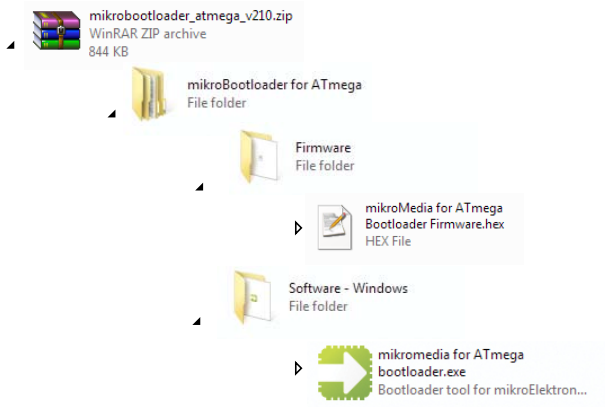 mikrobootloader_atmega_v210.zip
WinRAR ZIP archive
844 KB
mikroBootloader for ATmega
File folder
Firmware
File folder
mikroMedia for ATmega
Bootloader Firmware.hex
HEX File
Software - Windows
File folder
mikromedia for ATmega
bootloader.exe
Bootloader tool for mikroElektron...